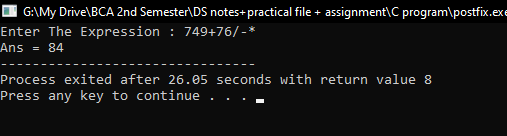 G:\My Drive\BCA 2nd Semester\DS notes+practical file + assignment\C program\postfix.exe
Enter The Expression : 749+76/-*
Ans = 84
--------------------------------
Process exited after 26.05 seconds with return value 8
Press any key to continue . . .